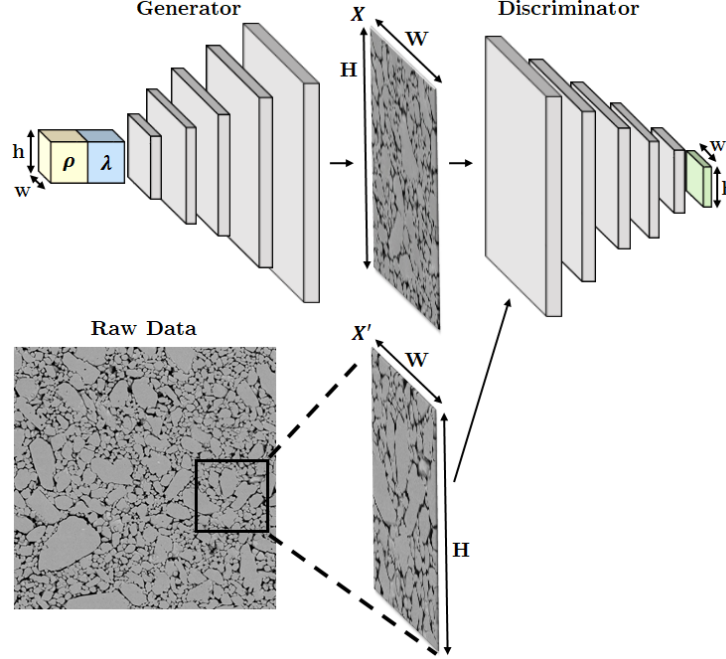 Generator
Discriminator
X
W
H
h
ρ
λ
w
w
h
Raw Data
X'
W
H